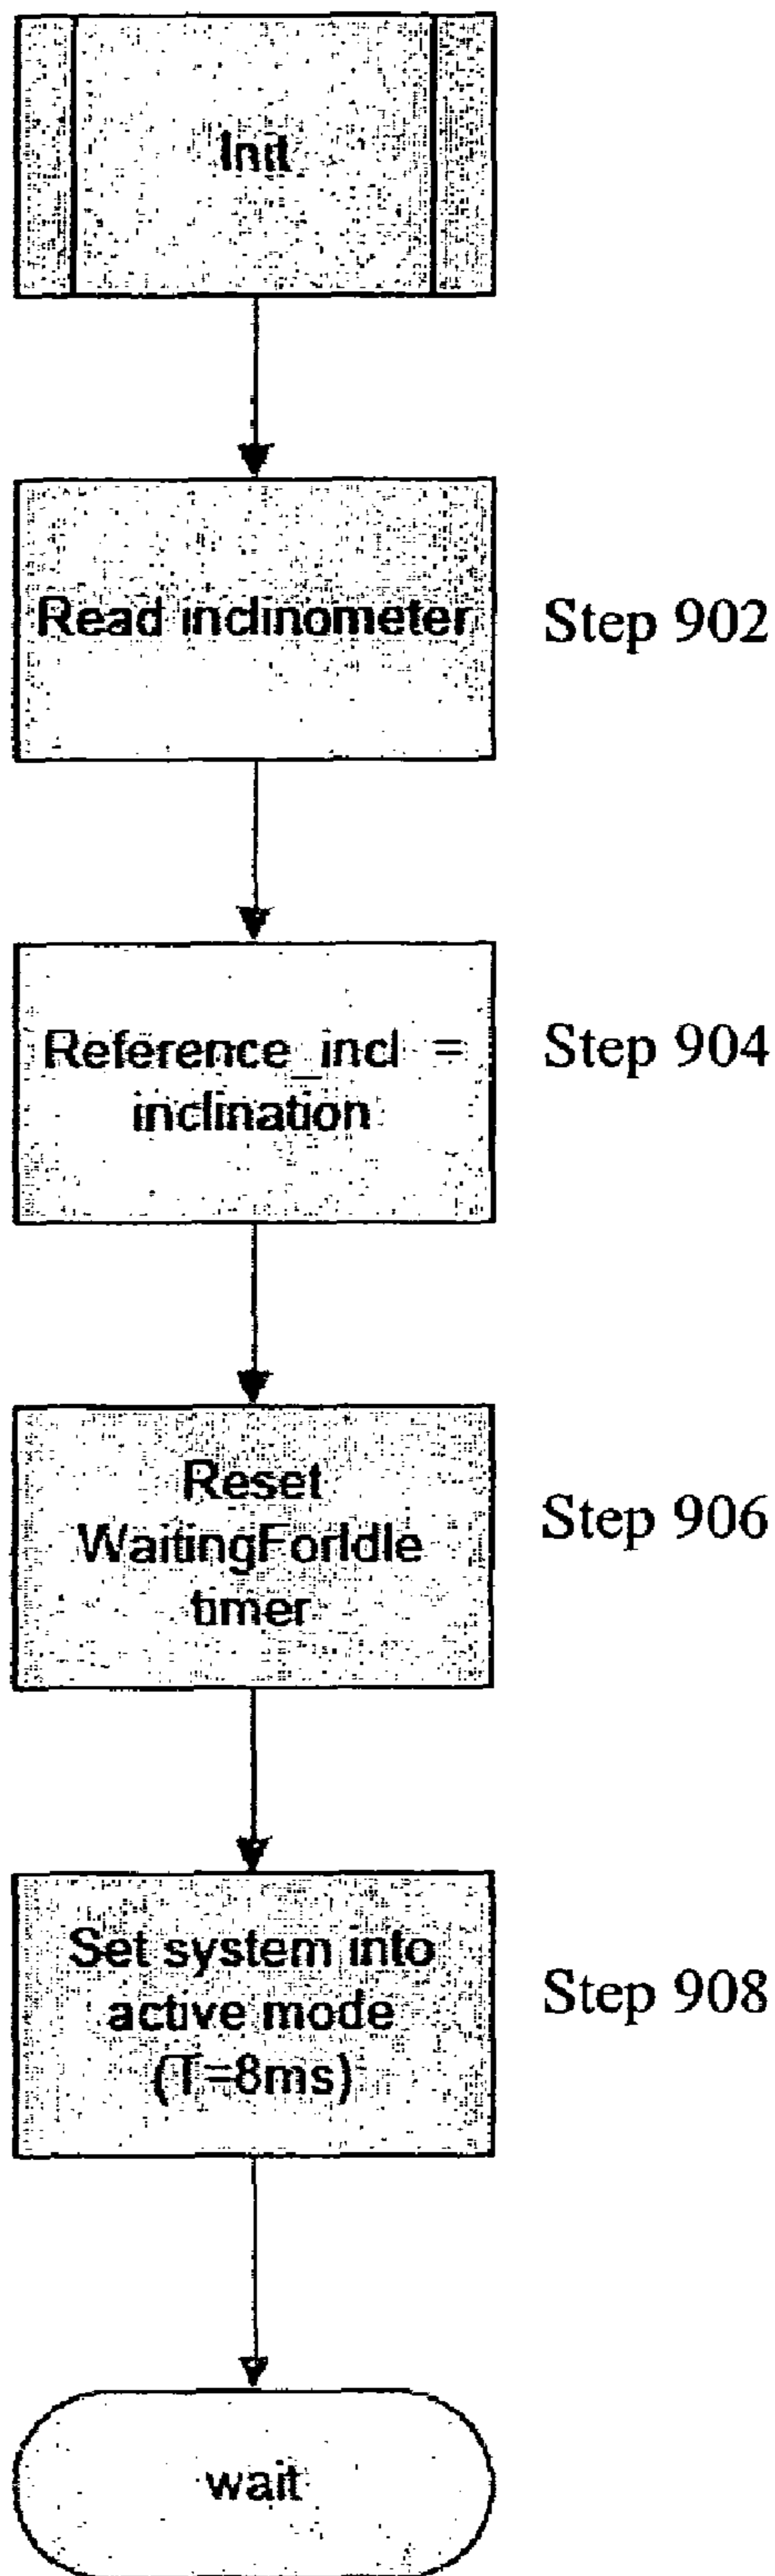 Init
Read inclinometer
Step 902
Reference_incl =
inclination
Step 904
Reset
WaitingForIdle
timer
Step 906
Set system into
active mode
(T=8ms)
Step 908
wait